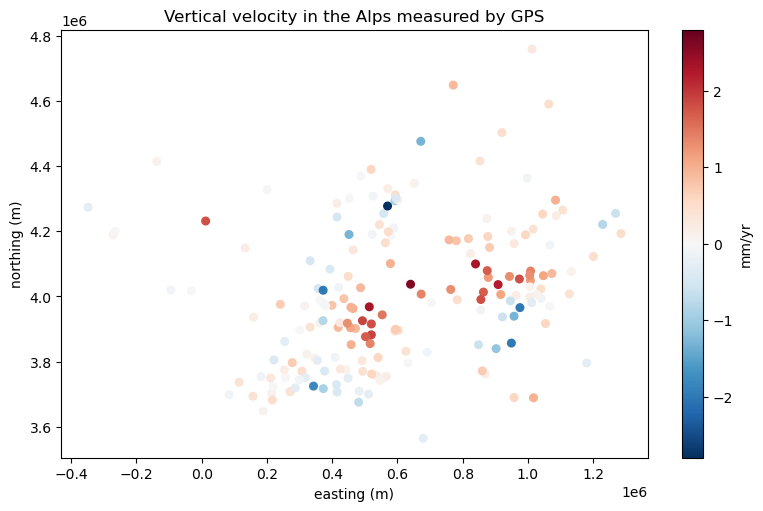 Vertical velocity in the Alps measured by GPS
1e6
4.8
4.6
4.4
4.2
4.0
3.8
3.6
northing (m)
−0.4 −0.2 0.0 0.2 0.4 0.6 0.8 1.0 1.2
easting (m)
1e6
2
1
0
−1
−2
mm/yr